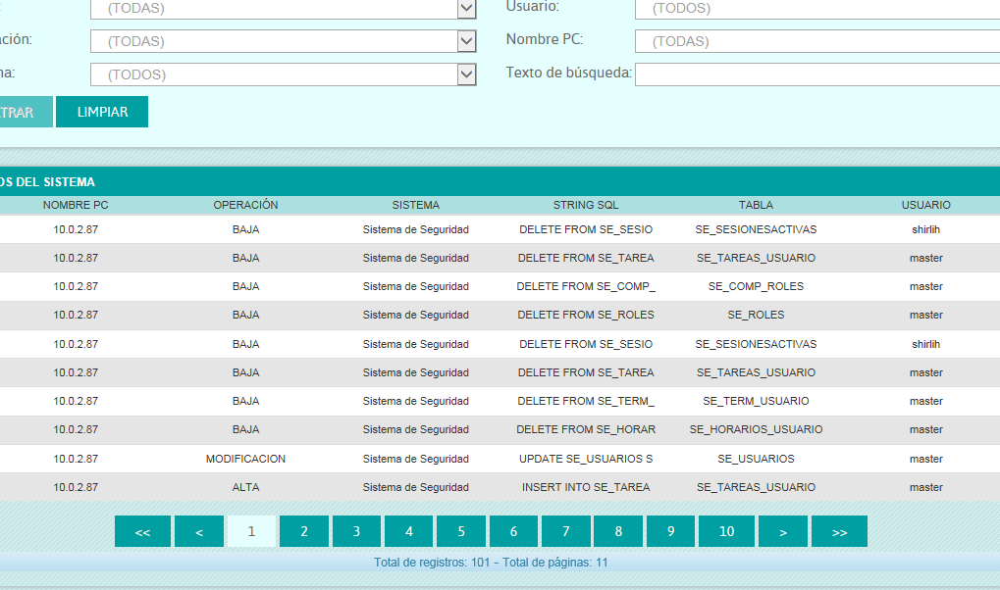 : (TODAS) Usuario: (TODOS)
ación: (TODAS) Nombre PC: (TODAS)
na: (TODOS) Texto de búsqueda:
TRAR LIMPIAR
OS DEL SISTEMA
NOMBRE PC OPERACIÓN SISTEMA STRING SQL TABLA USUARIO
10.0.2.87 BAJA Sistema de Seguridad DELETE FROM SE_SESIO SE_SESIONESACTIVAS shirlih
10.0.2.87 BAJA Sistema de Seguridad DELETE FROM SE_TAREA SE_TAREAS_USUARIO master
10.0.2.87 BAJA Sistema de Seguridad DELETE FROM SE_COMP_ SE_COMP_ROLES master
10.0.2.87 BAJA Sistema de Seguridad DELETE FROM SE_ROLES SE_ROLES master
10.0.2.87 BAJA Sistema de Seguridad DELETE FROM SE_SESIO SE_SESIONESACTIVAS shirlih
10.0.2.87 BAJA Sistema de Seguridad DELETE FROM SE_TAREA SE_TAREAS_USUARIO master
10.0.2.87 BAJA Sistema de Seguridad DELETE FROM SE_TERM_ SE_TERM_USUARIO master
10.0.2.87 BAJA Sistema de Seguridad DELETE FROM SE_HORAR SE_HORARIOS_USUARIO master
10.0.2.87 MODIFICACION Sistema de Seguridad UPDATE SE_USUARIOS S SE_USUARIOS master
10.0.2.87 ALTA Sistema de Seguridad INSERT INTO SE_TAREA SE_TAREAS_USUARIO master
<< < 1 2 3 4 5 6 7 8 9 10 > >>
Total de registros: 101 - Total de páginas: 11